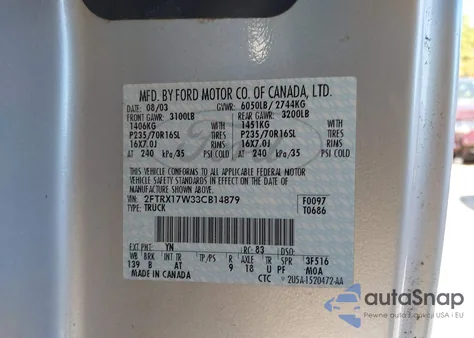 MFD. BY FORD MOTOR CO. OF CANADA, LTD.
DATE: 08/03 GVWR: 6050LB/ 2744KG
FRONT GAWR: 3100LB REAR GAWR: 3200LB
1406KG WITH 1451KG WITH
P235/70R16SL TIRES P235/70R16SL TIRES
16X7.0J RIMS 16X7.0J RIMS
AT 240 kPa/35 PSI COLD AT 240 kPa/35 PSI COLD
THIS VEHICLE CONFORMS TO ALL APPLICABLE FEDERAL MOTOR
VEHICLE SAFETY STANDARDS IN EFFECT ON THE DATE OF
MANUFACTURE SHOWN ABOVE.
VIN: 2FTRX17W33CB14879 F0097
TYPE: TRUCK T0686
EXT PNT: YN RC: 83 DSO:
WB BRK INT TR TP/PS R AXLE TR SPR 3F516
139 B AT 9 18 U PF M0A
MADE IN CANADA CTC 2U5A-1520472-AA
autoSnap
Pewne auta z aukcji USA i EU